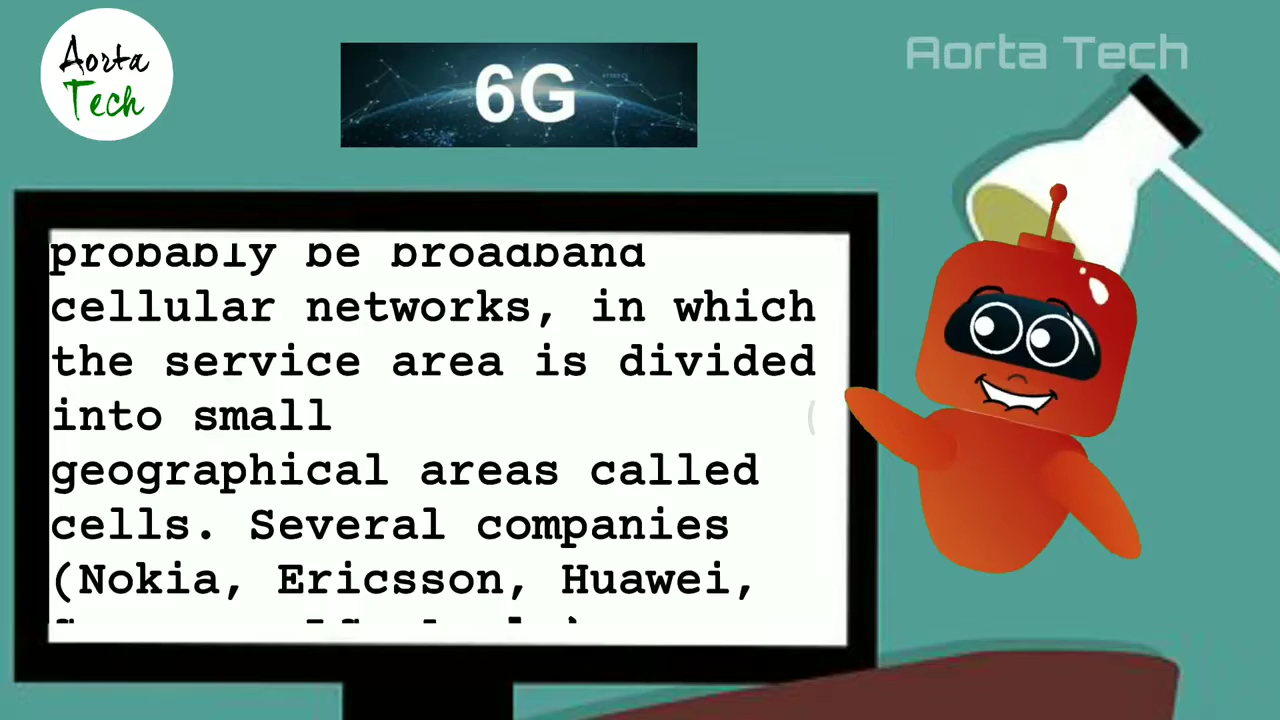 Aorta
Tech
6G
Aorta Tech
probably be broadband
cellular networks, in which
the service area is divided
into small
geographical areas called
cells. Several companies
(Nokia, Ericsson, Huawei,